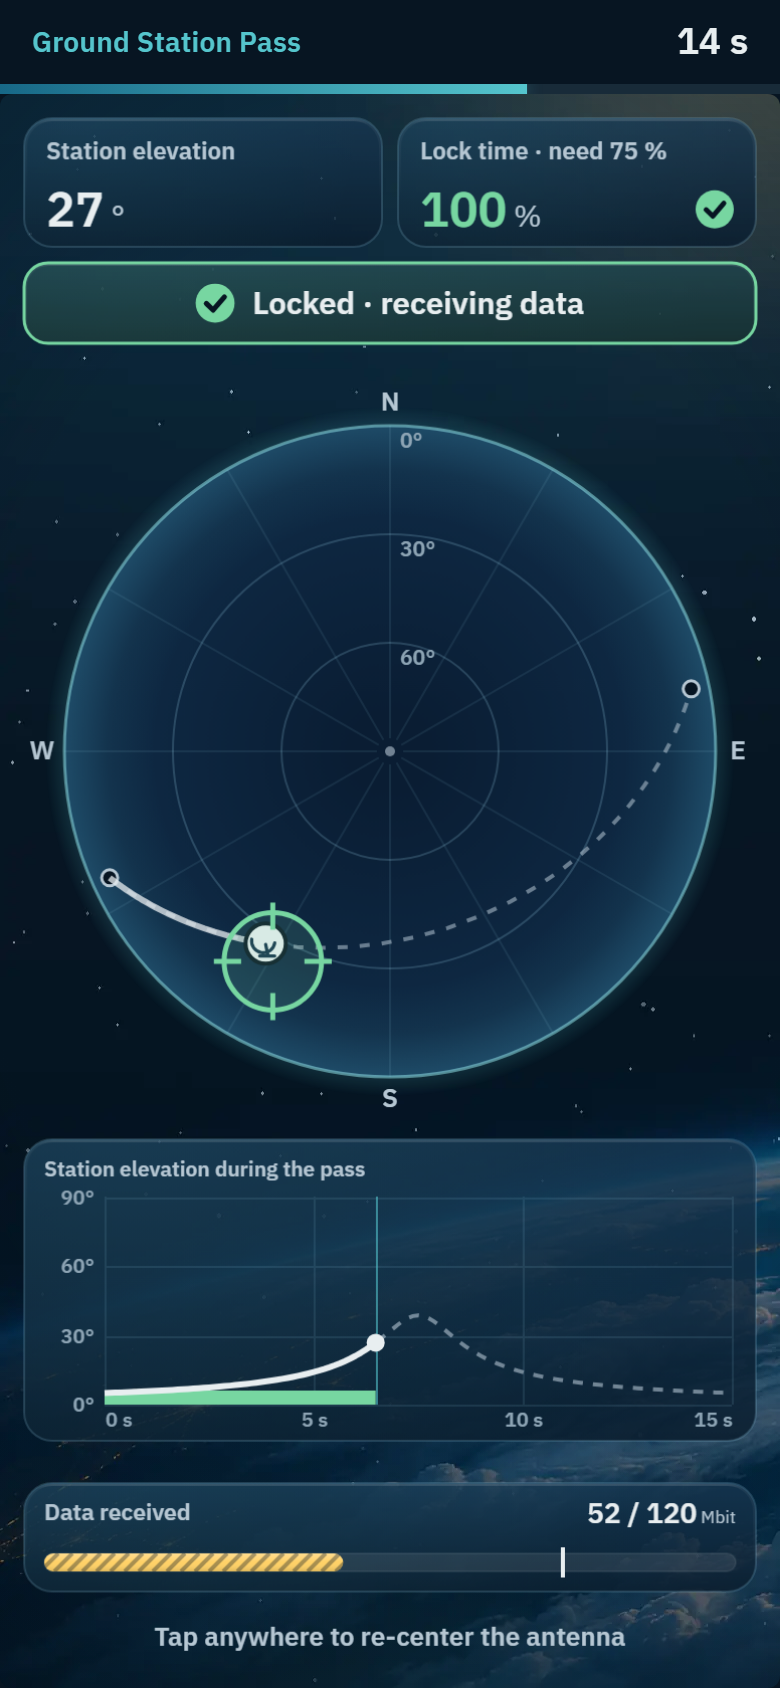 Ground Station Pass
14 s
Station elevation
27 °
Lock time · need 75 %
100 %
Locked · receiving data
N
0°
30°
60°
W
E
S
Station elevation during the pass
90°
60°
30°
0°
0 s
5 s
10 s
15 s
Data received
52 / 120 Mbit
Tap anywhere to re-center the antenna